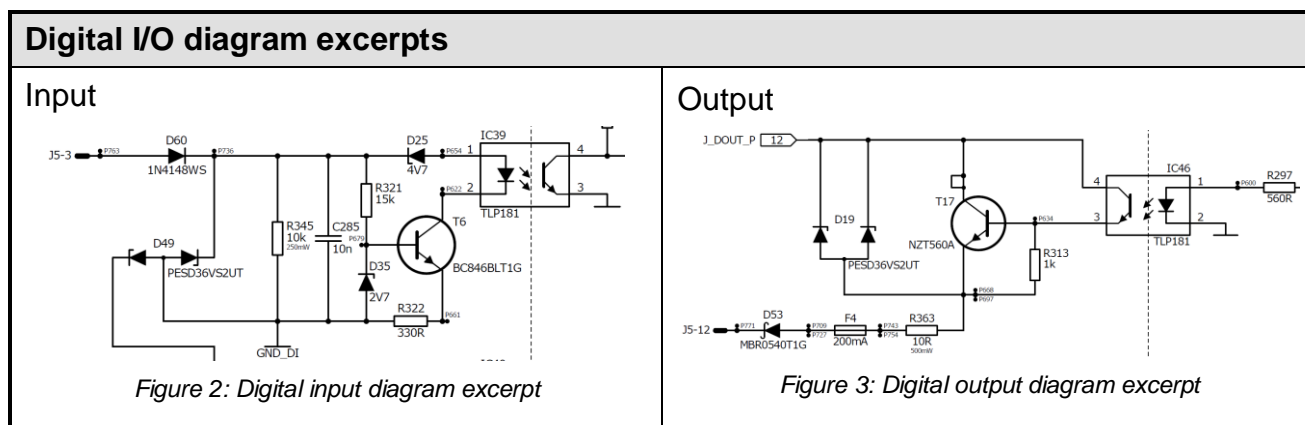 Digital I/O diagram excerpts
Input
D60
J5-3
P763
P736
1N4148WS
D25
P654
4V7
IC39
1
4
2
3
TLP181
P622
R321
15k
T6
R345
10k
250mW
C285
10n
P679
BC846BLT1G
D49
PESD36VS2UT
D35
2V7
R322
330R
P661
GND_DI
Figure 2: Digital input diagram excerpt
Output
J_DOUT_P
12
IC46
4
1
3
2
TLP181
P600
R297
560R
T17
NZT560A
P634
D19
PESD36VS2UT
R313
1k
P668
P697
J5-12
P771
D53
MBR0540T1G
P709
P727
F4
200mA
P743
P754
R363
10R
500mW
Figure 3: Digital output diagram excerpt